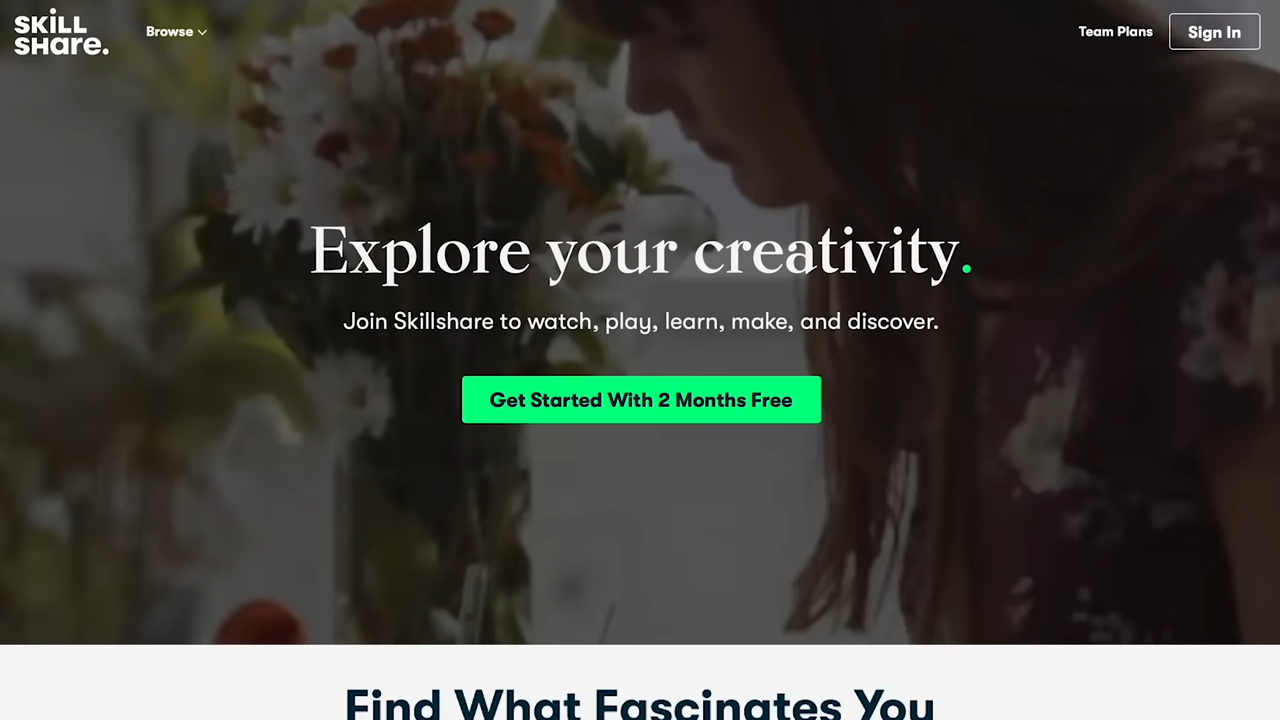 SKiLL
SHare.
Browse
Team Plans
Sign In
Explore your creativity.
Join Skillshare to watch, play, learn, make, and discover.
Get Started With 2 Months Free
Find What Fascinates You